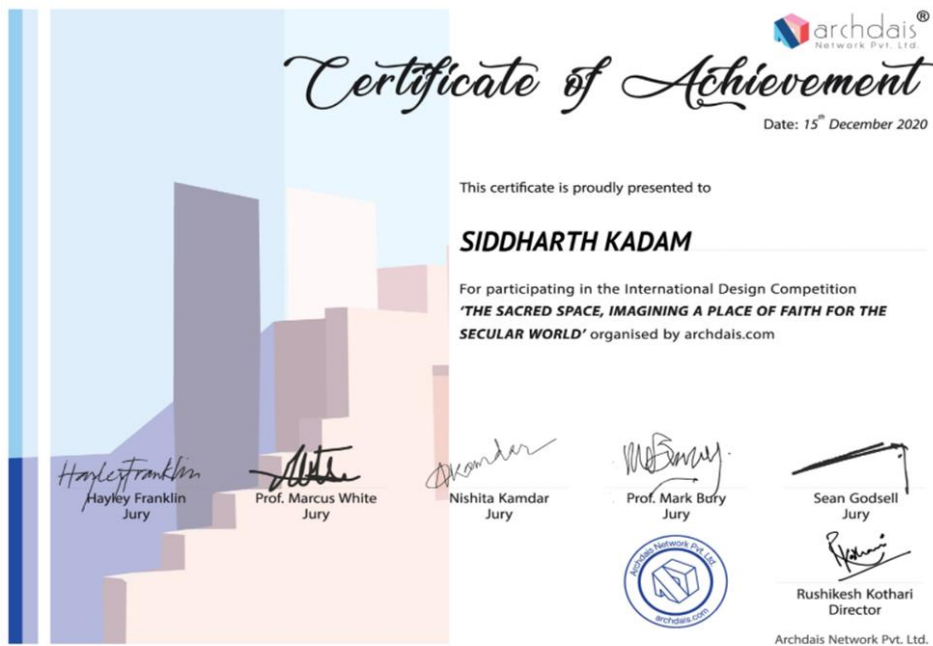 archdais®
Network Pvt. Ltd.
Certificate of Achievement
Date: 15th December 2020
This certificate is proudly presented to
SIDDHARTH KADAM
For participating in the International Design Competition
‘THE SACRED SPACE, IMAGINING A PLACE OF FAITH FOR THE
SECULAR WORLD’ organised by archdais.com
Hayley Franklin
Hayley Franklin
Jury
Prof. Marcus White
Jury
Nkamdar
Nishita Kamdar
Jury
Prof. Mark Bury
Jury
Sean Godsell
Jury
Archdais Network Pvt. Ltd.
archdais.com
Rushikesh Kothari
Director
Archdais Network Pvt. Ltd.